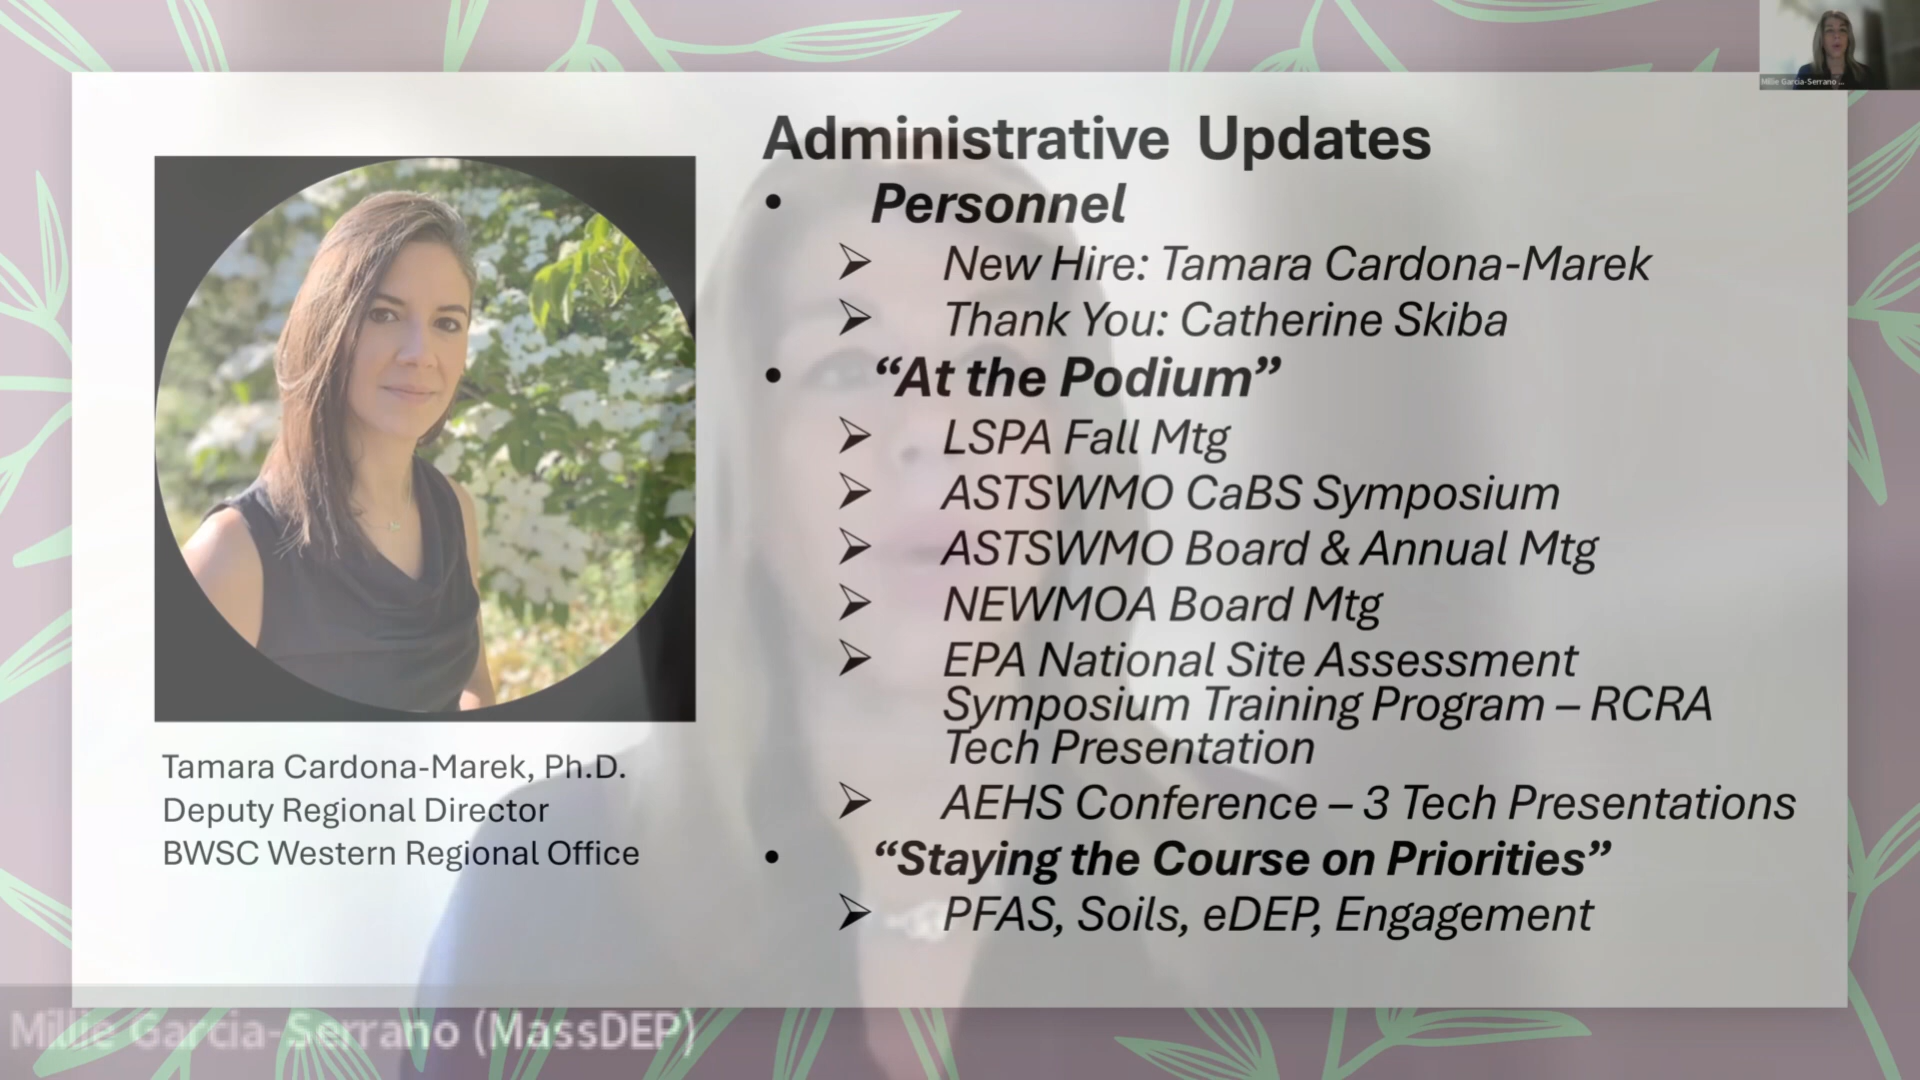 Millie Garcia-Serrano ...
Administrative Updates
• Personnel
➢ New Hire: Tamara Cardona-Marek
➢ Thank You: Catherine Skiba
• “At the Podium”
➢ LSPA Fall Mtg
➢ ASTSWMO CaBS Symposium
➢ ASTSWMO Board & Annual Mtg
➢ NEWMOA Board Mtg
➢ EPA National Site Assessment
Symposium Training Program – RCRA
Tech Presentation
➢ AEHS Conference – 3 Tech Presentations
• “Staying the Course on Priorities”
➢ PFAS, Soils, eDEP, Engagement
Tamara Cardona-Marek, Ph.D.
Deputy Regional Director
BWSC Western Regional Office
Millie Garcia-Serrano (MassDEP)